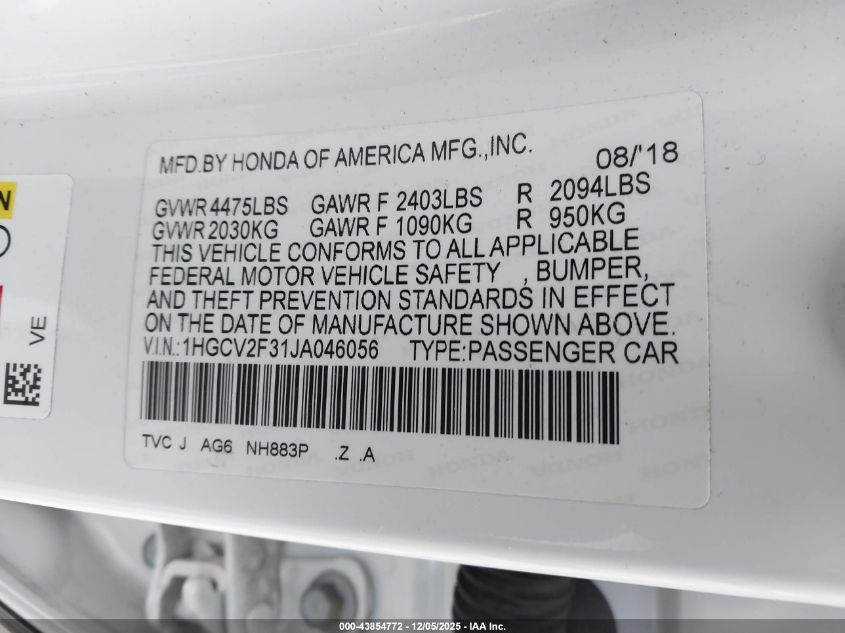 MFD.BY HONDA OF AMERICA MFG.,INC. 08/'18
GVWR 4475LBS GAWR F 2403LBS R 2094LBS
GVWR 2030KG GAWR F 1090KG R 950KG
THIS VEHICLE CONFORMS TO ALL APPLICABLE
FEDERAL MOTOR VEHICLE SAFETY , BUMPER,
AND THEFT PREVENTION STANDARDS IN EFFECT
ON THE DATE OF MANUFACTURE SHOWN ABOVE.
V.I.N.:1HGCV2F31JA046056 TYPE:PASSENGER CAR
TVC J AG6 NH883P .Z .A
N
VE
000-43854772 - 12/05/2025 - IAA Inc.